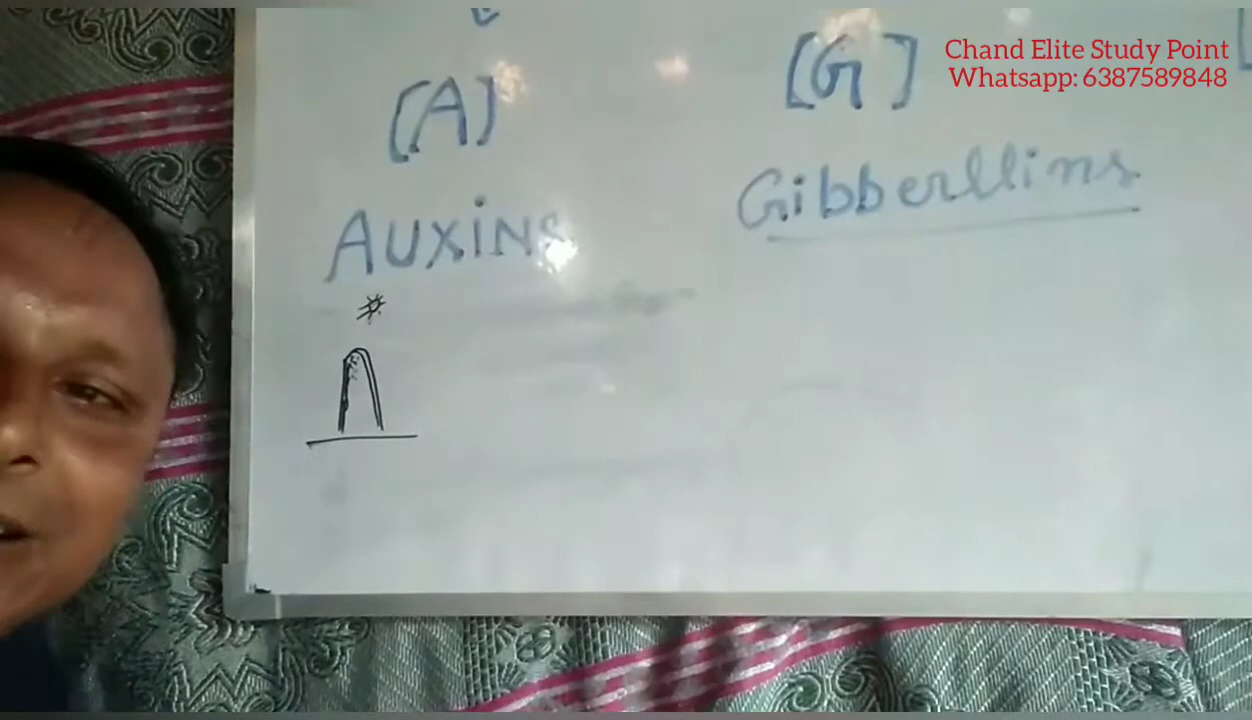 Chand Elite Study Point
Whatsapp: 6387589848
[A]
[G]
AUXiNs
Gibberllins